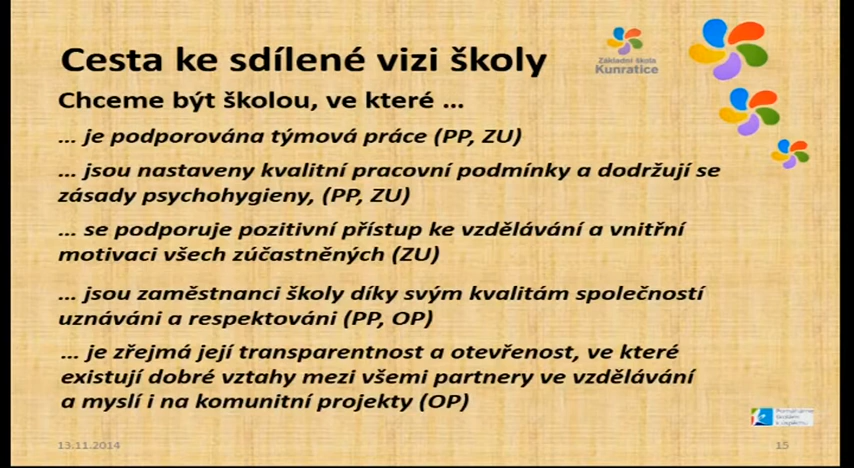 Cesta ke sdílené vizi školy
Základní škola
Kunratice
Chceme být školou, ve které ...
... je podporována týmová práce (PP, ZU)
... jsou nastaveny kvalitní pracovní podmínky a dodržují se
zásady psychohygieny, (PP, ZU)
... se podporuje pozitivní přístup ke vzdělávání a vnitřní
motivaci všech zúčastněných (ZU)
... jsou zaměstnanci školy díky svým kvalitám společností
uznáváni a respektováni (PP, OP)
... je zřejmá její transparentnost a otevřenost, ve které
existují dobré vztahy mezi všemi partnery ve vzdělávání
a myslí i na komunitní projekty (OP)
Pomáháme
školám
k úspěchu
13.11.2014
15